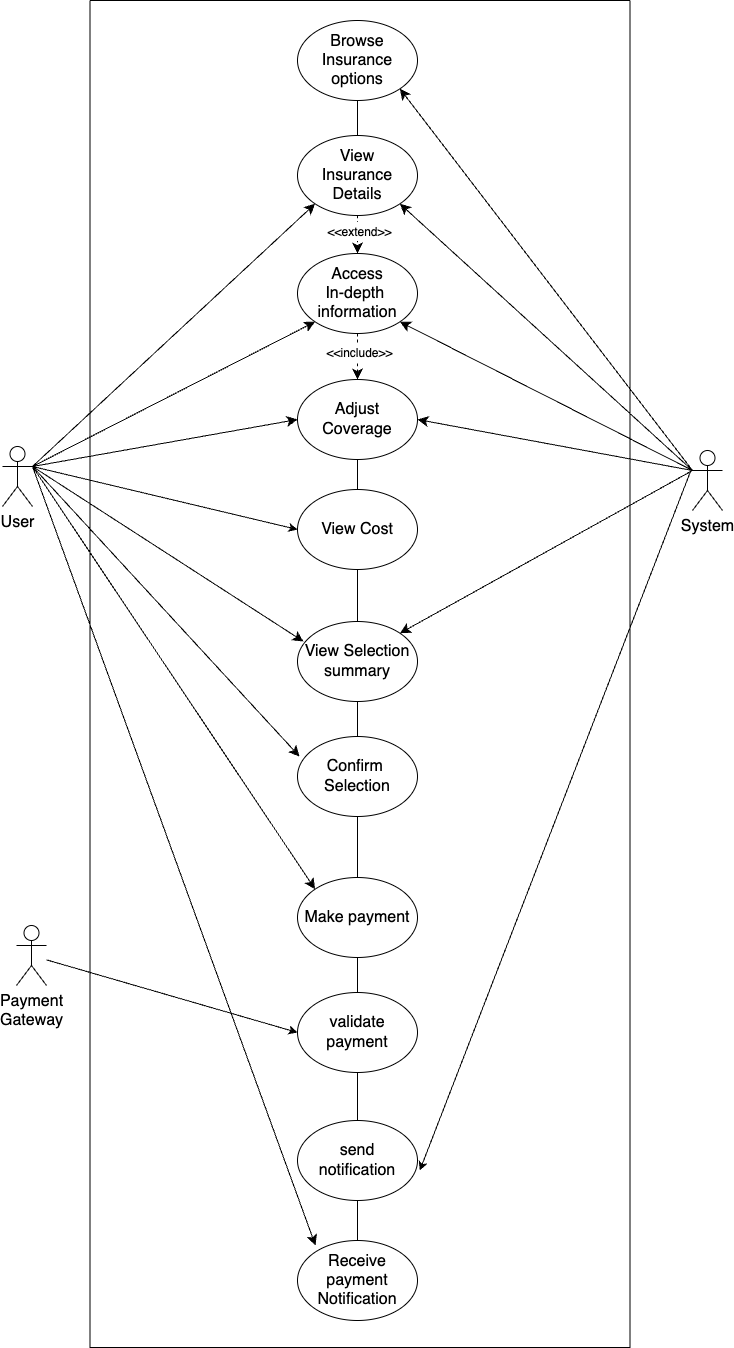 Browse
Insurance
options
View
Insurance
Details
<<extend>>
Access
In-depth
information
<<include>>
Adjust
Coverage
User
System
View Cost
View Selection
summary
Confirm
Selection
Make payment
Payment
Gateway
validate
payment
send
notification
Receive
payment
Notification